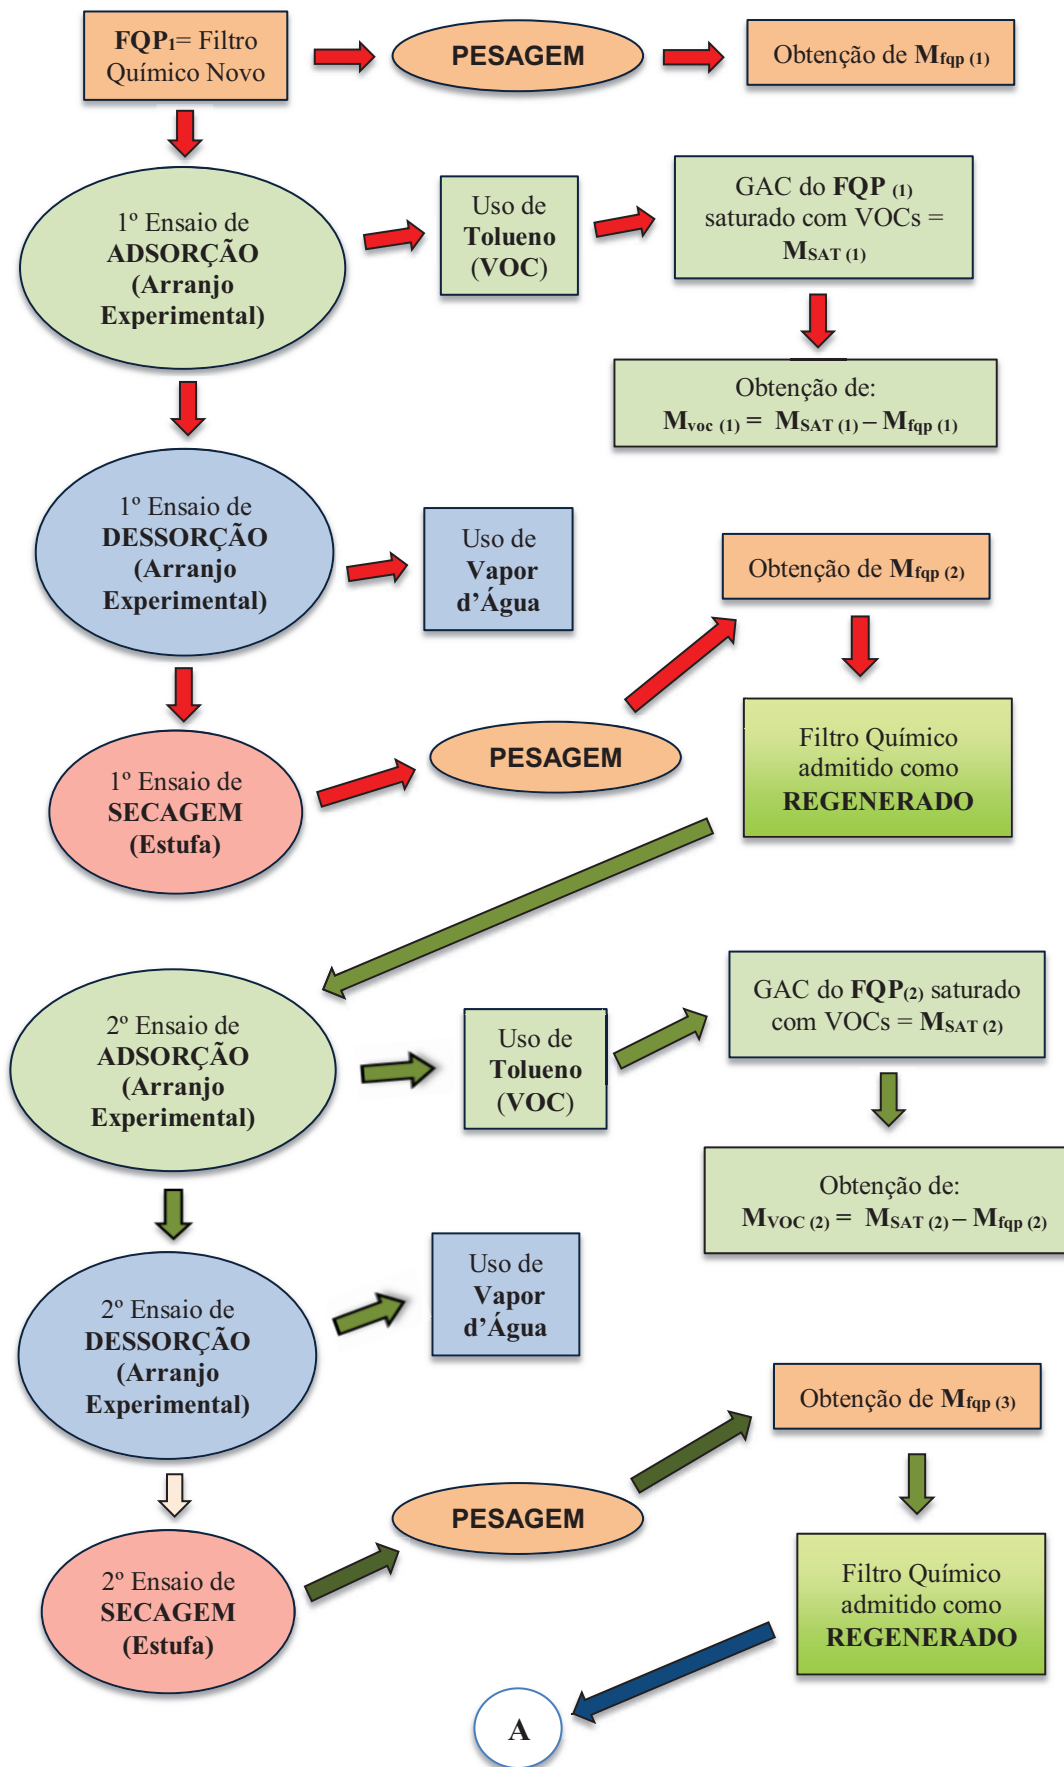 FQP1= Filtro
Químico Novo
PESAGEM
Obtenção de Mfqp (1)
1º Ensaio de
ADSORÇÃO
(Arranjo
Experimental)
Uso de
Tolueno
(VOC)
GAC do FQP (1)
saturado com VOCs =
MSAT (1)
Obtenção de:
Mvoc (1) = MSAT (1) – Mfqp (1)
1º Ensaio de
DESSORÇÃO
(Arranjo
Experimental)
Uso de
Vapor
d’Água
Obtenção de Mfqp (2)
1º Ensaio de
SECAGEM
(Estufa)
PESAGEM
Filtro Químico
admitido como
REGENERADO
2º Ensaio de
ADSORÇÃO
(Arranjo
Experimental)
Uso de
Tolueno
(VOC)
GAC do FQP(2) saturado
com VOCs = MSAT (2)
Obtenção de:
MVOC (2) = MSAT (2) – Mfqp (2)
2º Ensaio de
DESSORÇÃO
(Arranjo
Experimental)
Uso de
Vapor
d’Água
Obtenção de Mfqp (3)
2º Ensaio de
SECAGEM
(Estufa)
PESAGEM
Filtro Químico
admitido como
REGENERADO
A